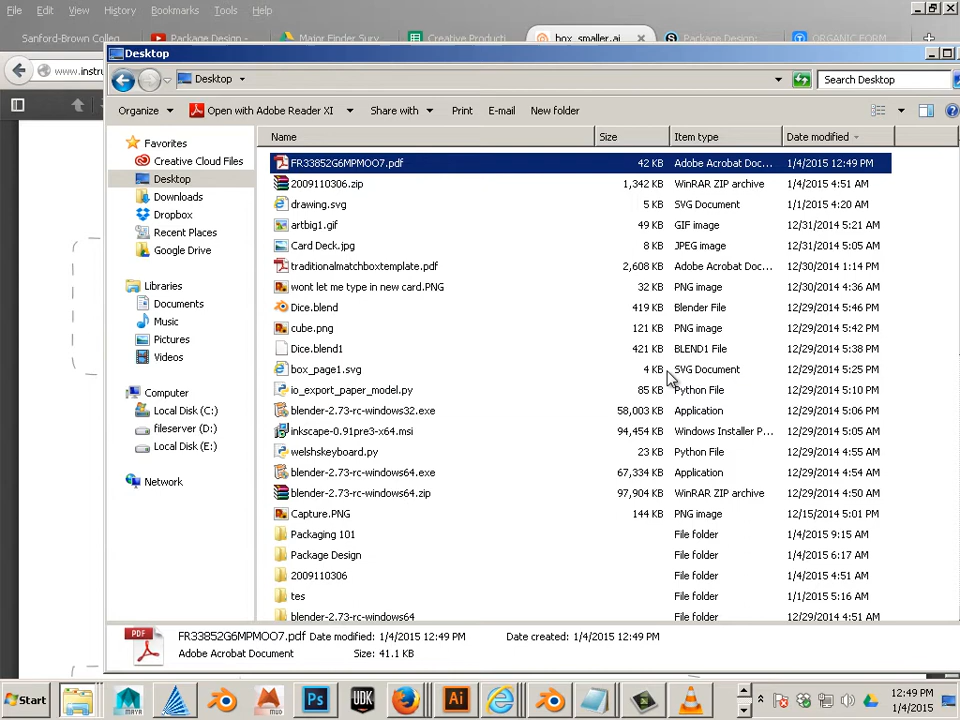 File Edit View History Bookmarks Tools Help
Sanford-Brown Colleg Package Design - Major Finder Surv Creative Producti box_smaller.ai Package Design: ORGANIC FORM
www.instru
Desktop
Desktop Search Desktop
Organize Open with Adobe Reader XI Share with Print E-mail New folder
Name Size Item type Date modified
Favorites
Creative Cloud Files
Desktop
Downloads
Dropbox
Recent Places
Google Drive
Libraries
Documents
Music
Pictures
Videos
Computer
Local Disk (C:)
fileserver (D:)
Local Disk (E:)
Network
FR33852G6MPMOO7.pdf 42 KB Adobe Acrobat Doc... 1/4/2015 12:49 PM
2009110306.zip 1,342 KB WinRAR ZIP archive 1/4/2015 4:51 AM
drawing.svg 5 KB SVG Document 1/1/2015 4:20 AM
artbig1.gif 49 KB GIF image 12/31/2014 5:21 AM
Card Deck.jpg 8 KB JPEG image 12/31/2014 5:05 AM
traditionalmatchboxtemplate.pdf 2,608 KB Adobe Acrobat Doc... 12/30/2014 1:14 PM
wont let me type in new card.PNG 32 KB PNG image 12/30/2014 4:36 AM
Dice.blend 419 KB Blender File 12/29/2014 5:46 PM
cube.png 121 KB PNG image 12/29/2014 5:42 PM
Dice.blend1 421 KB BLEND1 File 12/29/2014 5:38 PM
box_page1.svg 4 KB SVG Document 12/29/2014 5:25 PM
io_export_paper_model.py 85 KB Python File 12/29/2014 5:10 PM
blender-2.73-rc-windows32.exe 58,003 KB Application 12/29/2014 5:06 PM
inkscape-0.91pre3-x64.msi 94,454 KB Windows Installer P... 12/29/2014 5:05 AM
welshskeyboard.py 23 KB Python File 12/29/2014 4:55 AM
blender-2.73-rc-windows64.exe 67,334 KB Application 12/29/2014 4:54 AM
blender-2.73-rc-windows64.zip 97,904 KB WinRAR ZIP archive 12/29/2014 4:50 AM
Capture.PNG 144 KB PNG image 12/15/2014 5:01 PM
Packaging 101 File folder 1/4/2015 9:15 AM
Package Design File folder 1/4/2015 6:17 AM
2009110306 File folder 1/4/2015 4:51 AM
tes File folder 1/1/2015 5:16 AM
blender-2.73-rc-windows64 File folder 12/29/2014 4:51 AM
PDF
FR33852G6MPMOO7.pdf Date modified: 1/4/2015 12:49 PM Date created: 1/4/2015 12:49 PM
Adobe Acrobat Document Size: 41.1 KB
Start MAYA MUD Ps UDK Ai 12:49 PM
1/4/2015